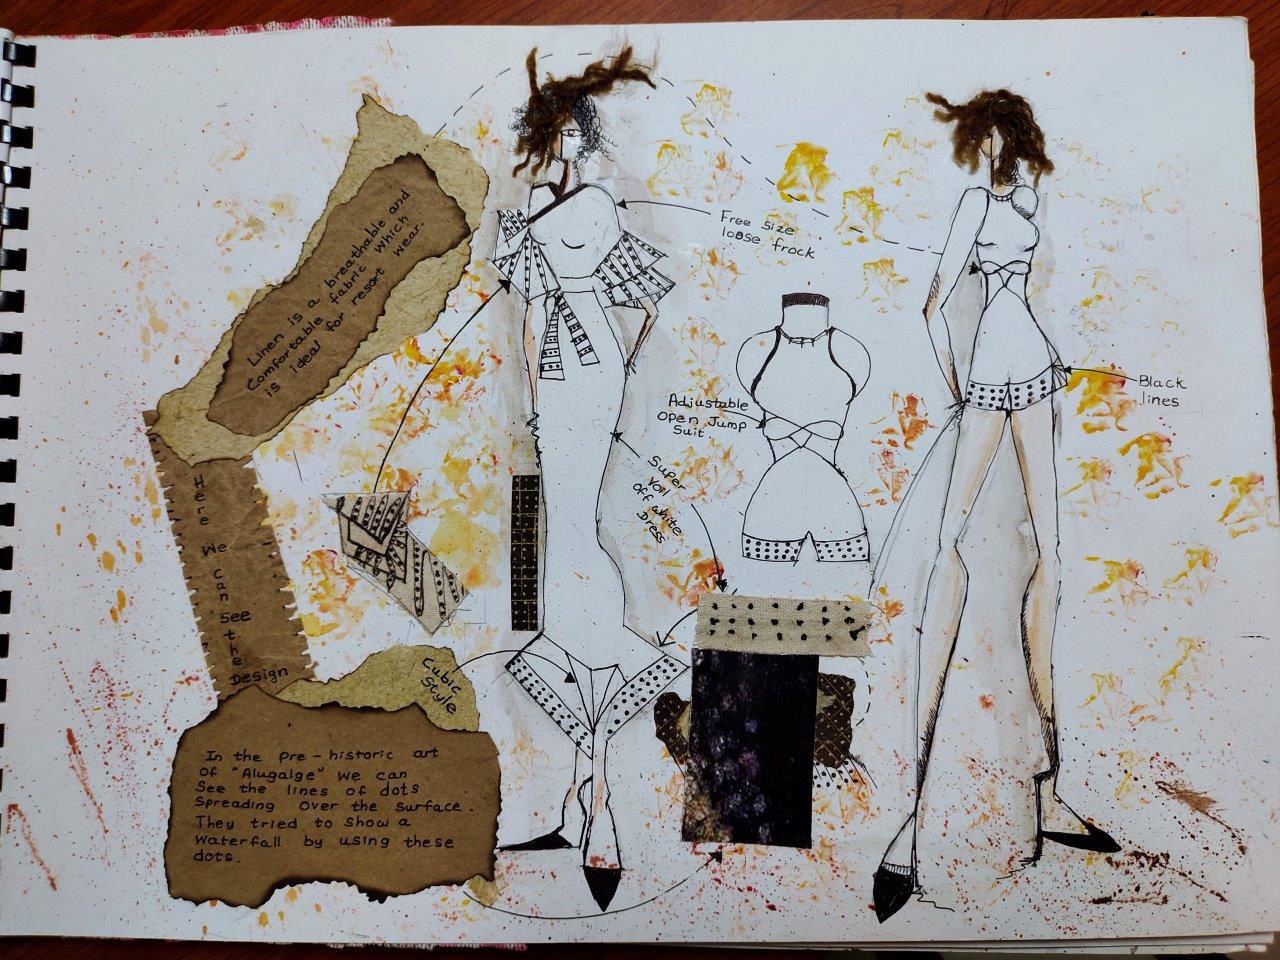 Linen is a breathable and
Comfortable fabric which
is ideal for resort wear.
Here
We
Can
See
the
Design
Cubic
Style
In the pre-historic art
Of "Alugalge" we can
See the lines of dots
Spreading Over the surface.
They tried to show a
Waterfall by using these
dots.
Free size
loose frock
Adjustable
Open Jump
Suit
Super
Voil
Off white
Dress
Black
lines